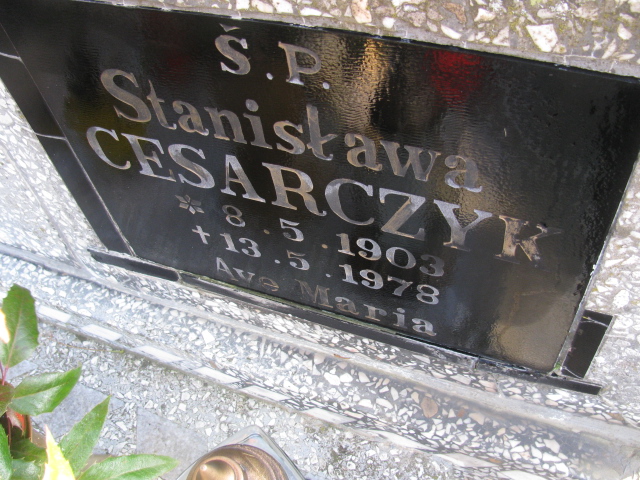 Ś.P.
Stanisława
CESARCZYK
* 8.5.1903
+ 13.5.1978
Ave Maria